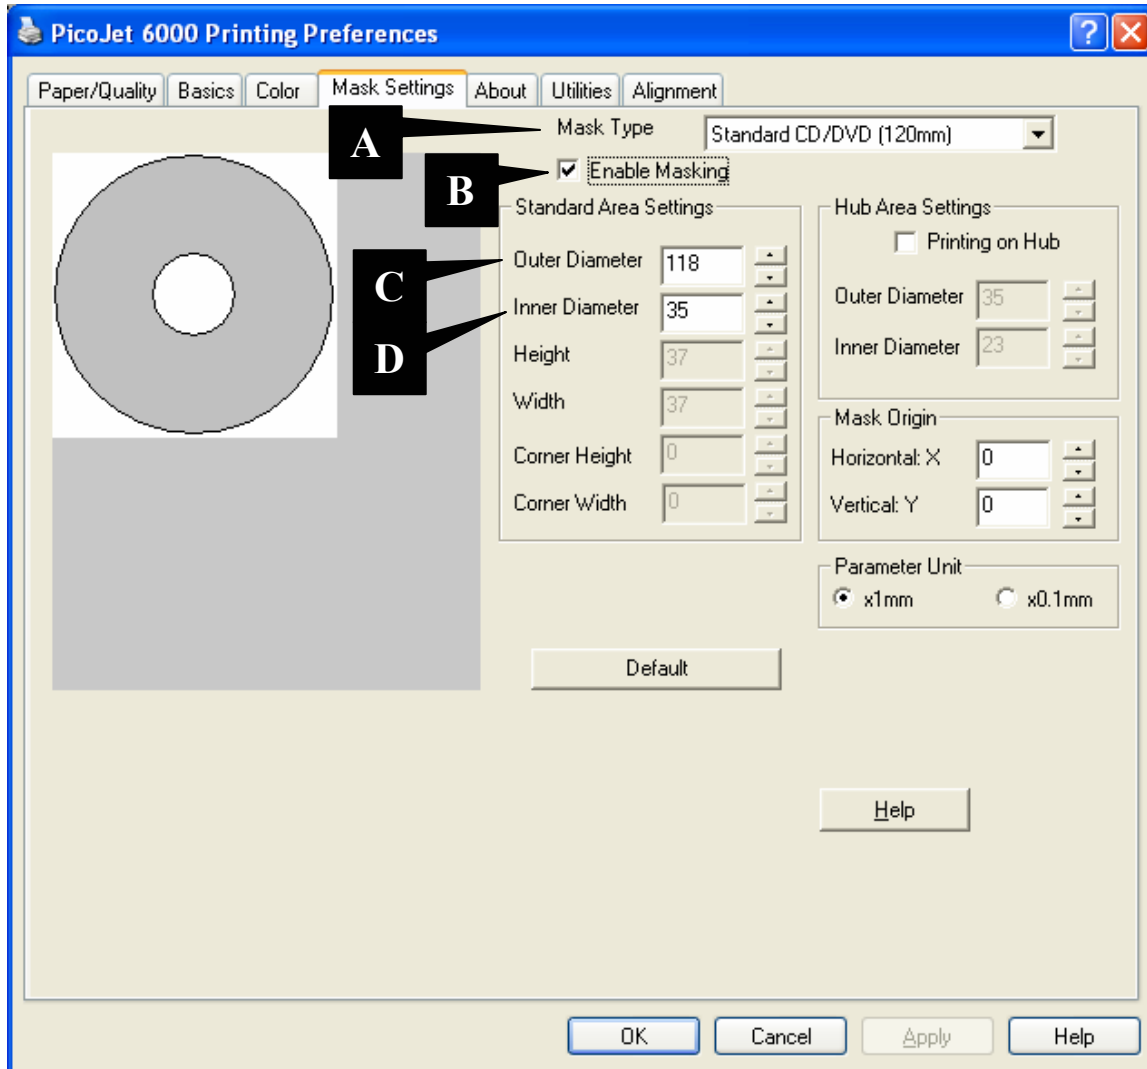 PicoJet 6000 Printing Preferences
Paper/Quality Basics Color Mask Settings About Utilities Alignment
A Mask Type Standard CD/DVD (120mm)
B Enable Masking
Standard Area Settings
C Outer Diameter 118
D Inner Diameter 35
Height 37
Width 37
Corner Height 0
Corner Width 0
Hub Area Settings
Printing on Hub
Outer Diameter 35
Inner Diameter 23
Mask Origin
Horizontal: X 0
Vertical: Y 0
Parameter Unit
x1mm x0.1mm
Default
Help
OK Cancel Apply Help